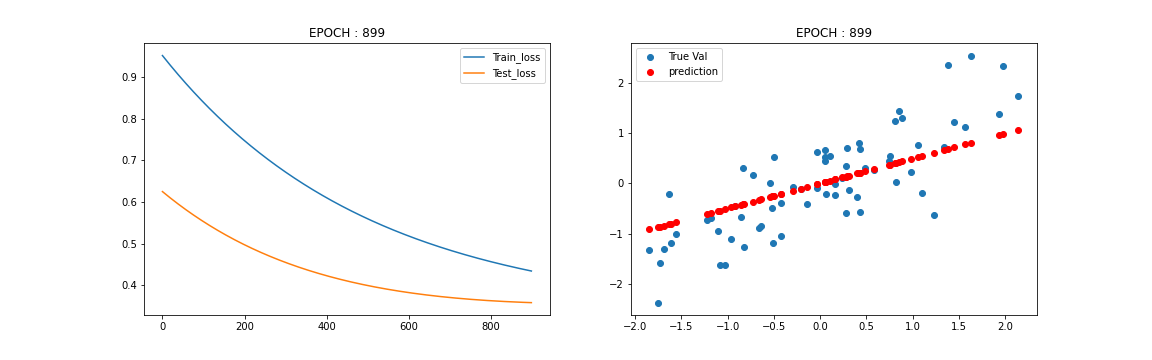 EPOCH : 899
Train_loss
Test_loss
0.9
0.8
0.7
0.6
0.5
0.4
0 200 400 600 800
EPOCH : 899
True Val
prediction
2
1
0
−1
−2
−2.0 −1.5 −1.0 −0.5 0.0 0.5 1.0 1.5 2.0